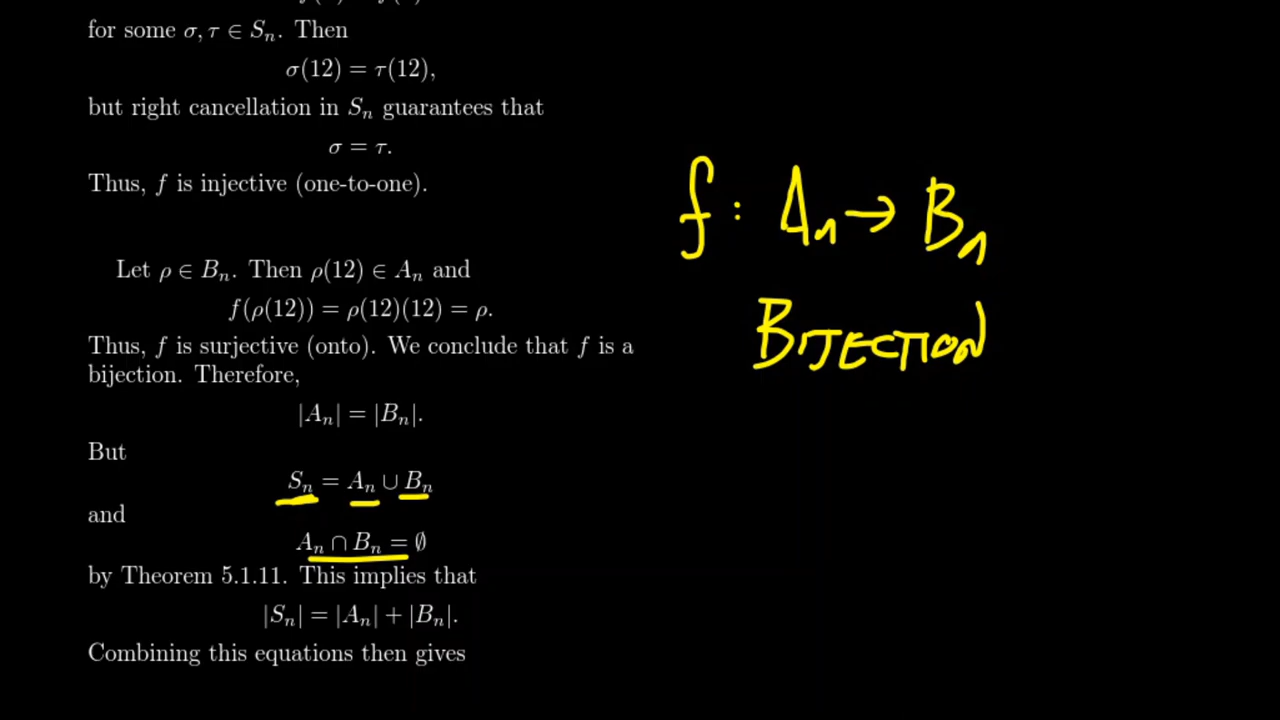 for some σ, τ ∈ Sₙ. Then
σ(12) = τ(12),
but right cancellation in Sₙ guarantees that
σ = τ.
Thus, f is injective (one-to-one).
Let ρ ∈ Bₙ. Then ρ(12) ∈ Aₙ and
f(ρ(12)) = ρ(12)(12) = ρ.
Thus, f is surjective (onto). We conclude that f is a
bijection. Therefore,
|Aₙ| = |Bₙ|.
But
Sₙ = Aₙ ∪ Bₙ
and
Aₙ ∩ Bₙ = ∅
by Theorem 5.1.11. This implies that
|Sₙ| = |Aₙ| + |Bₙ|.
Combining this equations then gives
f : Aₙ → Bₙ
BIJECTION